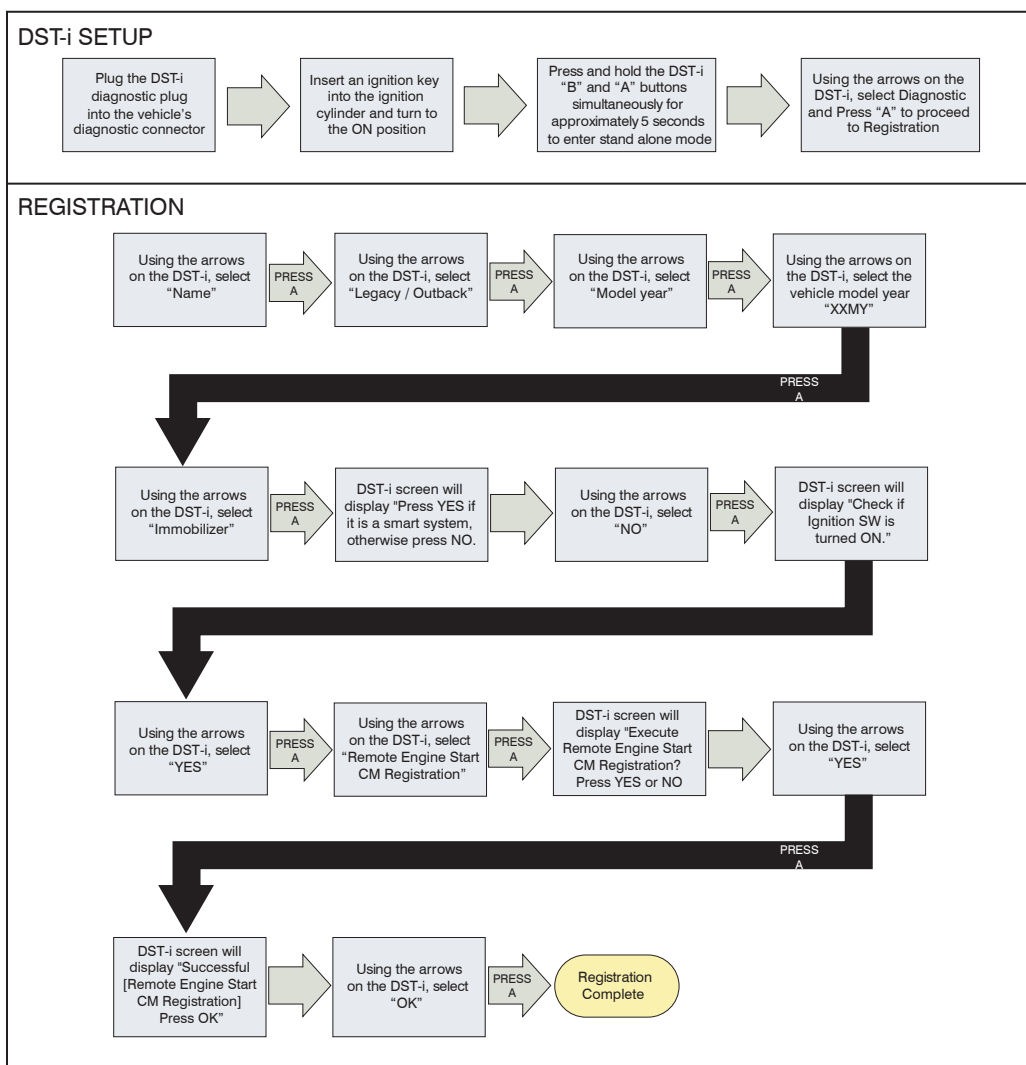 DST-i SETUP
Plug the DST-i
diagnostic plug
into the vehicle's
diagnostic connector
Insert an ignition key
into the ignition
cylinder and turn to
the ON position
Press and hold the DST-i
“B” and “A” buttons
simultaneously for
approximately 5 seconds
to enter stand alone mode
Using the arrows on the
DST-i, select Diagnostic
and Press “A” to proceed
to Registration
REGISTRATION
Using the arrows
on the DST-i, select
“Name”
PRESS
A
Using the arrows
on the DST-i, select
“Legacy / Outback”
PRESS
A
Using the arrows
on the DST-i, select
“Model year”
PRESS
A
Using the arrows on
the DST-i, select the
vehicle model year
“XXMY”
PRESS
A
Using the arrows
on the DST-i, select
“Immobilizer”
PRESS
A
DST-i screen will
display “Press YES if
it is a smart system,
otherwise press NO.
Using the arrows
on the DST-i, select
“NO”
PRESS
A
DST-i screen will
display “Check if
Ignition SW is
turned ON.”
Using the arrows
on the DST-i, select
“YES”
PRESS
A
Using the arrows
on the DST-i, select
“Remote Engine Start
CM Registration”
PRESS
A
DST-i screen will
display “Execute
Remote Engine Start
CM Registration?
Press YES or NO
Using the arrows
on the DST-i, select
“YES”
PRESS
A
DST-i screen will
display “Successful
[Remote Engine Start
CM Registration]
Press OK”
Using the arrows
on the DST-i, select
“OK”
PRESS
A
Registration
Complete